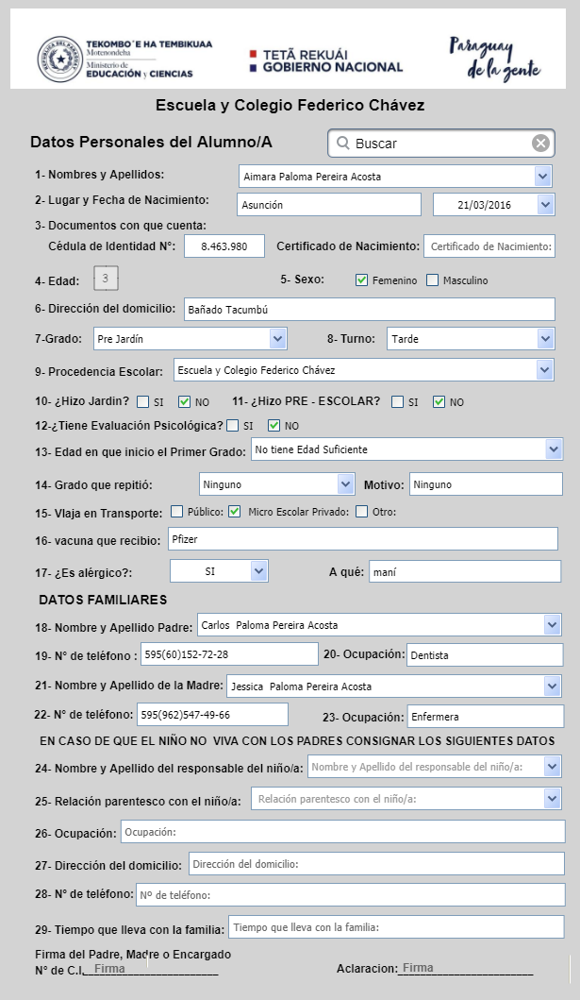 TEKOMBO´E HA TEMBIKUAA
Motenondeha
Ministerio de
EDUCACIÓN y CIENCIAS
TETÃ REKUÁI
GOBIERNO NACIONAL
Paraguay
de la gente
Escuela y Colegio Federico Chávez
Datos Personales del Alumno/A
Buscar
1- Nombres y Apellidos: Aimara Paloma Pereira Acosta
2- Lugar y Fecha de Nacimiento: Asunción 21/03/2016
3- Documentos con que cuenta:
Cédula de Identidad N°: 8.463.980 Certificado de Nacimiento: Certificado de Nacimiento:
4- Edad: 3 5- Sexo: Femenino Masculino
6- Dirección del domicilio: Bañado Tacumbú
7-Grado: Pre Jardín 8- Turno: Tarde
9- Procedencia Escolar: Escuela y Colegio Federico Chávez
10- ¿Hizo Jardin? SI NO 11- ¿Hizo PRE - ESCOLAR? SI NO
12-¿Tiene Evaluación Psicológica? SI NO
13- Edad en que inicio el Primer Grado: No tiene Edad Suficiente
14- Grado que repitió: Ninguno Motivo: Ninguno
15- VIaja en Transporte: Público: Micro Escolar Privado: Otro:
16- vacuna que recibio: Pfizer
17- ¿Es alérgico?: SI A qué: maní
DATOS FAMILIARES
18- Nombre y Apellido Padre: Carlos Paloma Pereira Acosta
19- N° de teléfono : 595(60)152-72-28 20- Ocupación: Dentista
21- Nombre y Apellido de la Madre: Jessica Paloma Pereira Acosta
22- N° de teléfono: 595(962)547-49-66 23- Ocupación: Enfermera
EN CASO DE QUE EL NIÑO NO VIVA CON LOS PADRES CONSIGNAR LOS SIGUIENTES DATOS
24- Nombre y Apellido del responsable del niño/a: Nombre y Apellido del responsable del niño/a:
25- Relación parentesco con el niño/a: Relación parentesco con el niño/a:
26- Ocupación: Ocupación:
27- Dirección del domicilio: Dirección del domicilio:
28- N° de teléfono: Nº de teléfono:
29- Tiempo que lleva con la familia: Tiempo que lleva con la familia:
Firma del Padre, Madre o Encargado
N° de C.I. Firma Aclaracion: Firma